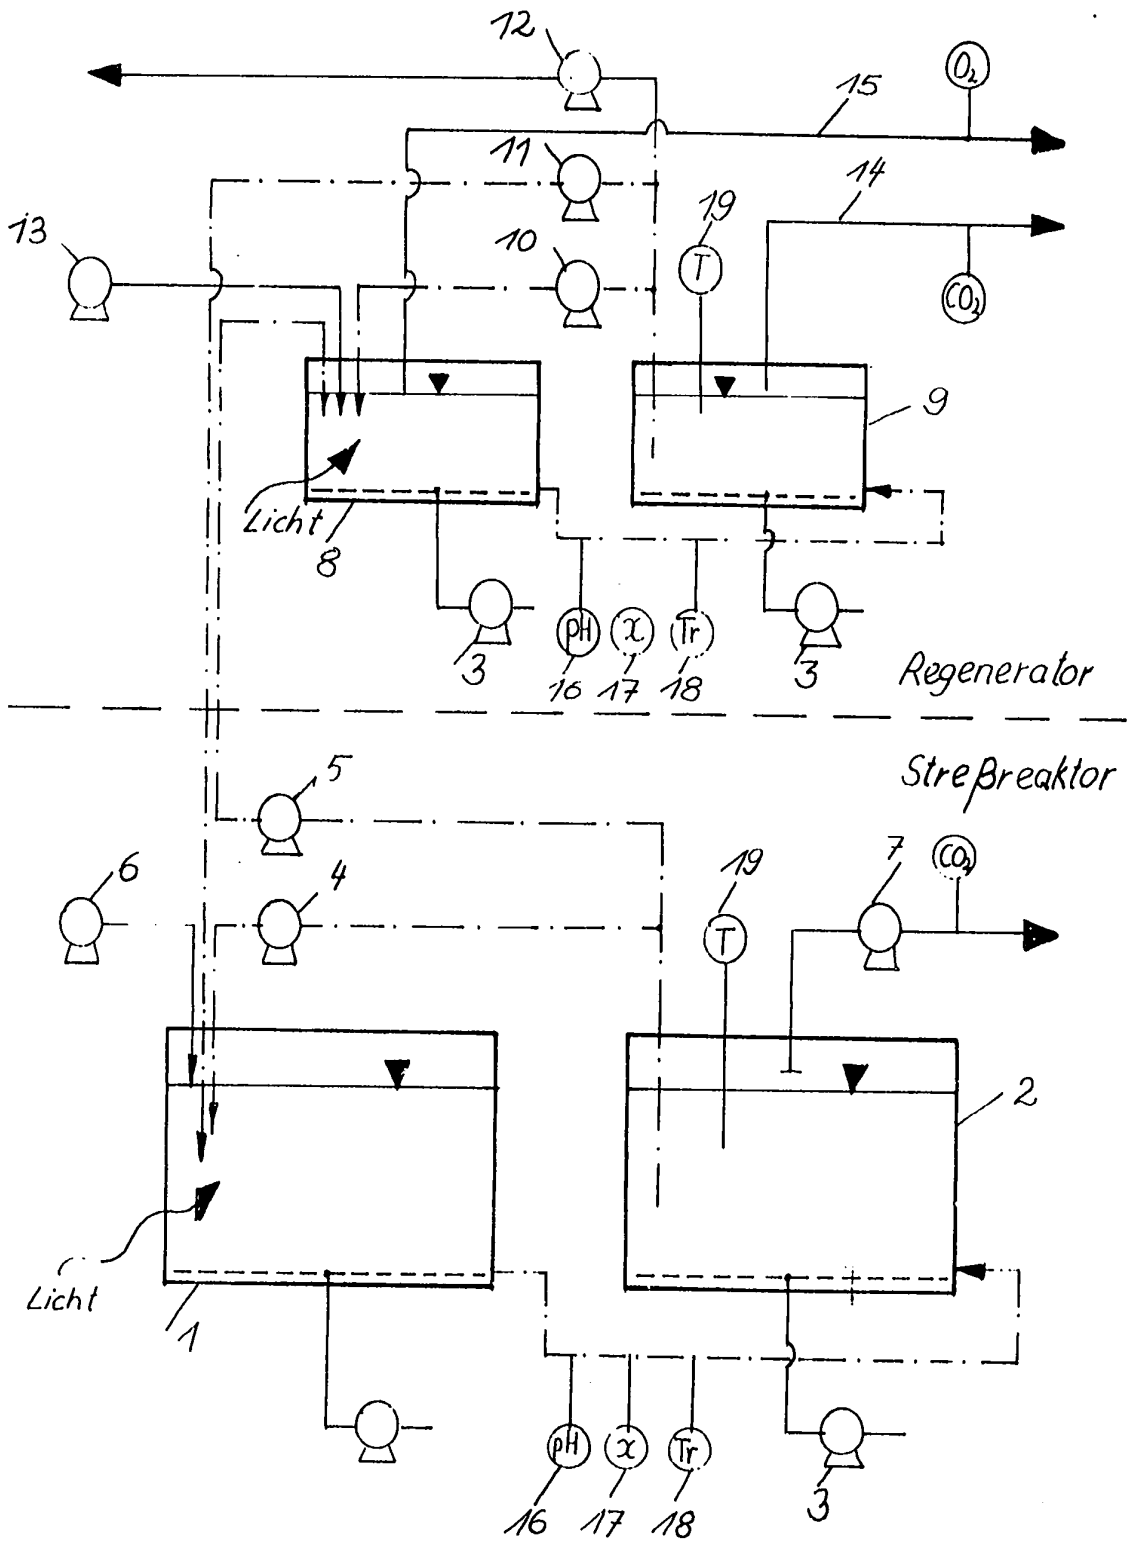 12
O₂
15
11
14
19
13
10
T
CO₂
9
Licht
8
pH
χ
Tr
3
16
17
18
3
Regenerator
Streßreaktor
5
6
4
19
7
CO₂
T
2
Licht
1
pH
χ
Tr
3
16
17
18